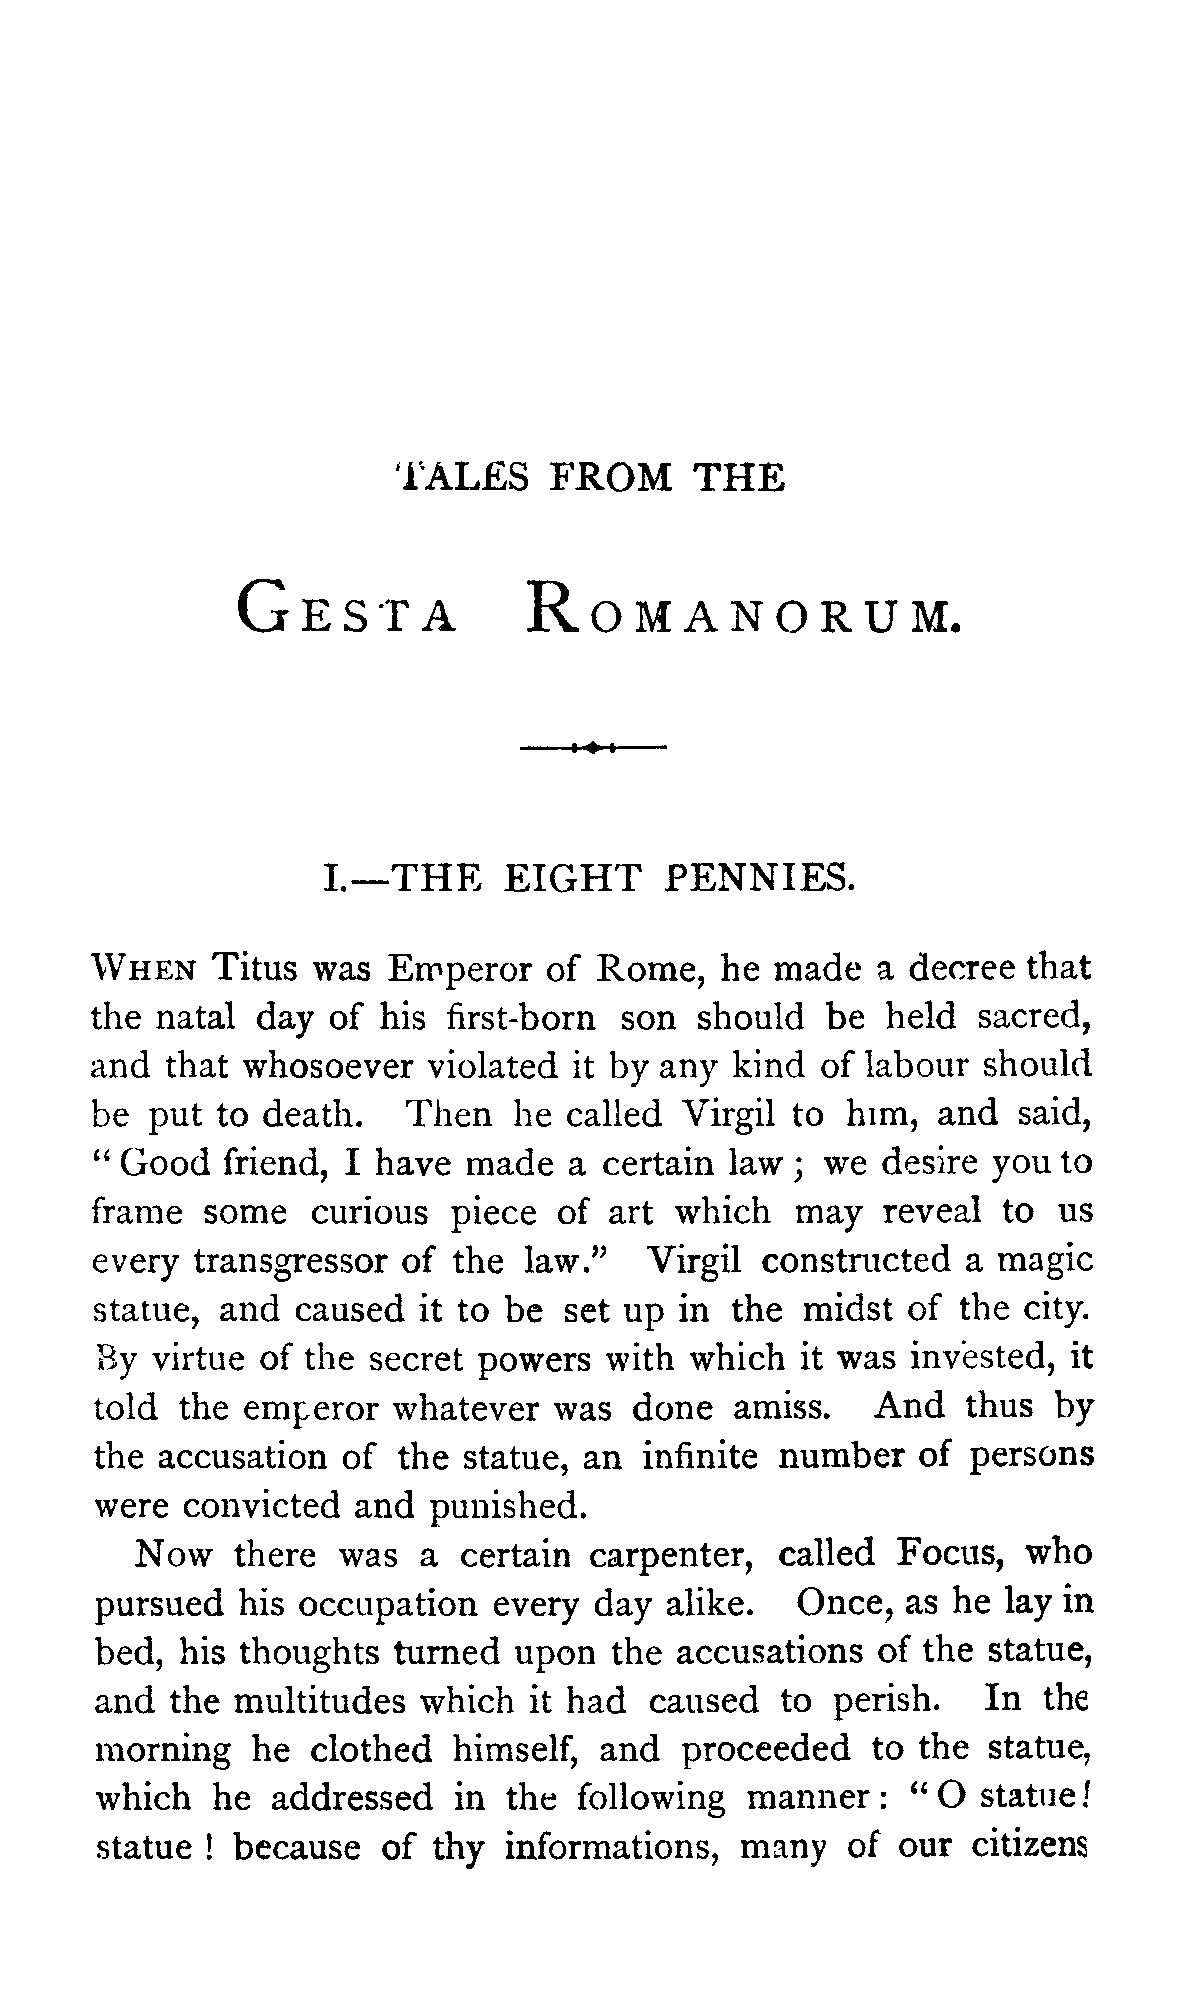 TALES FROM THE
GESTA ROMANORUM.
I.—THE EIGHT PENNIES.
WHEN Titus was Emperor of Rome, he made a decree that
the natal day of his first-born son should be held sacred,
and that whosoever violated it by any kind of labour should
be put to death. Then he called Virgil to him, and said,
“Good friend, I have made a certain law; we desire you to
frame some curious piece of art which may reveal to us
every transgressor of the law.” Virgil constructed a magic
statue, and caused it to be set up in the midst of the city.
By virtue of the secret powers with which it was invested, it
told the emperor whatever was done amiss. And thus by
the accusation of the statue, an infinite number of persons
were convicted and punished.
Now there was a certain carpenter, called Focus, who
pursued his occupation every day alike. Once, as he lay in
bed, his thoughts turned upon the accusations of the statue,
and the multitudes which it had caused to perish. In the
morning he clothed himself, and proceeded to the statue,
which he addressed in the following manner: “O statue!
statue! because of thy informations, many of our citizens